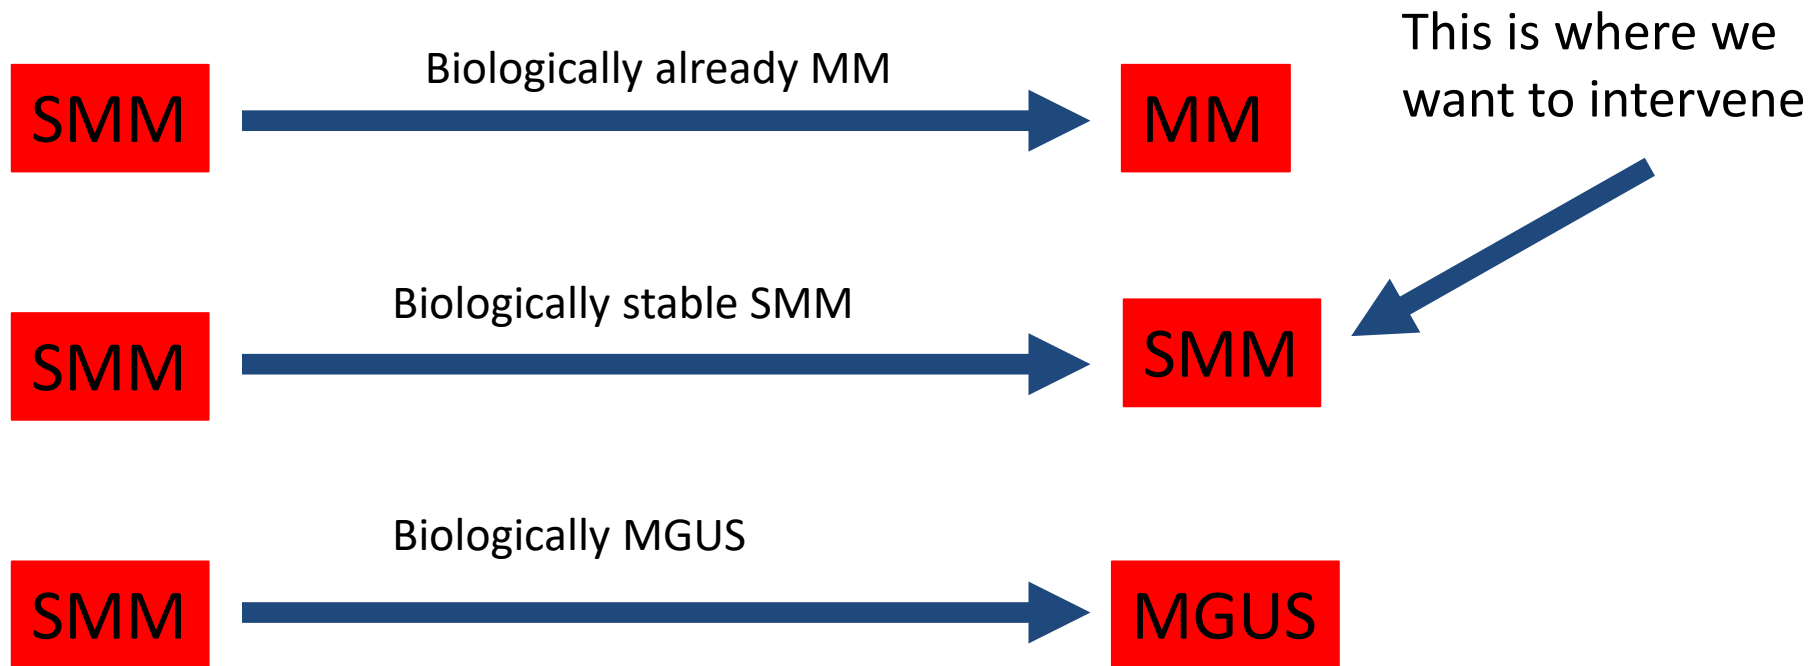 This is where we
want to intervene
Biologically already MM
SMM
MM
Biologically stable SMM
SMM
SMM
Biologically MGUS
SMM
MGUS